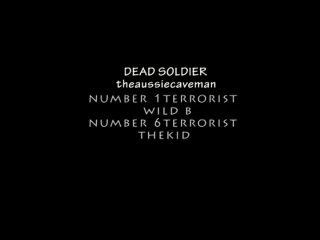 DEAD SOLDIER
theaussiecaveman
NUMBER 1TERRORIST
WILD B
NUMBER 6TERRORIST
THEKID